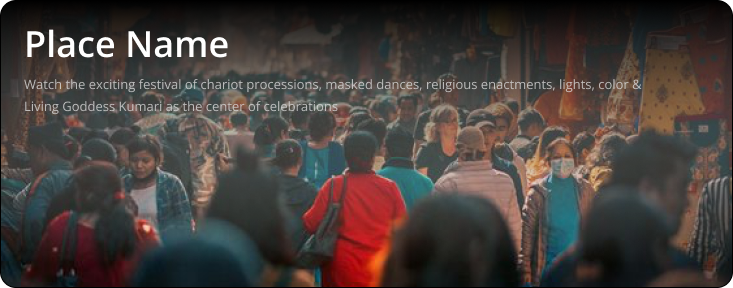 Place Name
Watch the exciting festival of chariot processions, masked dances, religious enactments, lights, color &
Living Goddess Kumari as the center of celebrations